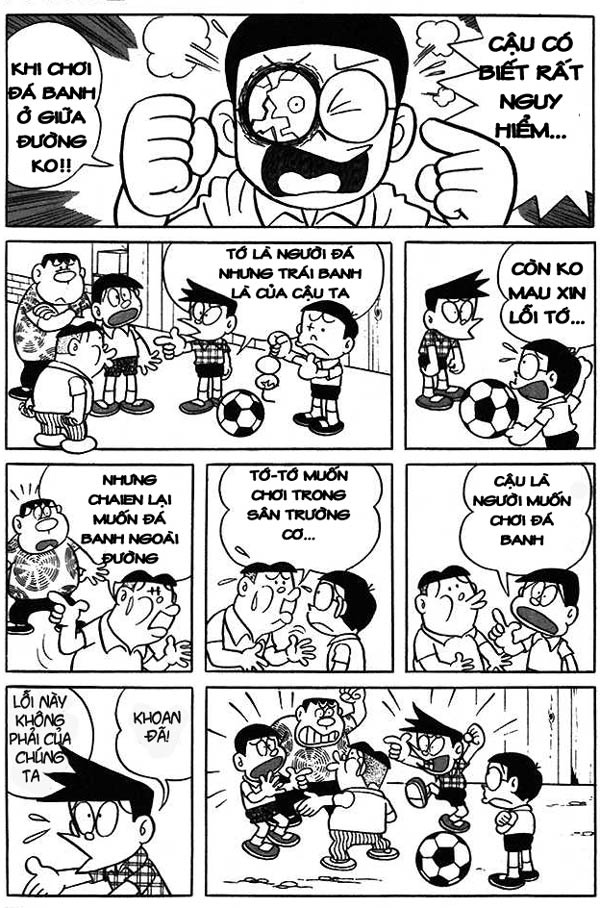 CẬU CÓ
BIẾT RẤT
NGUY
HIỂM...
KHI CHƠI
ĐÁ BANH
Ở GIỮA
ĐƯỜNG
KO!!
CÒN KO
MAU XIN
LỖI TỚ...
TỚ LÀ NGƯỜI ĐÁ
NHƯNG TRÁI BANH
LÀ CỦA CẬU TA
CẬU LÀ
NGƯỜI MUỐN
CHƠI ĐÁ
BANH
TỚ-TỚ MUỐN
CHƠI TRONG
SÂN TRƯỜNG
CƠ...
NHƯNG
CHAIEN LẠI
MUỐN ĐÁ
BANH NGOÀI
ĐƯỜNG
KHOAN
ĐÃ!
LỖI NÀY
KHÔNG
PHẢI CỦA
CHÚNG
TA